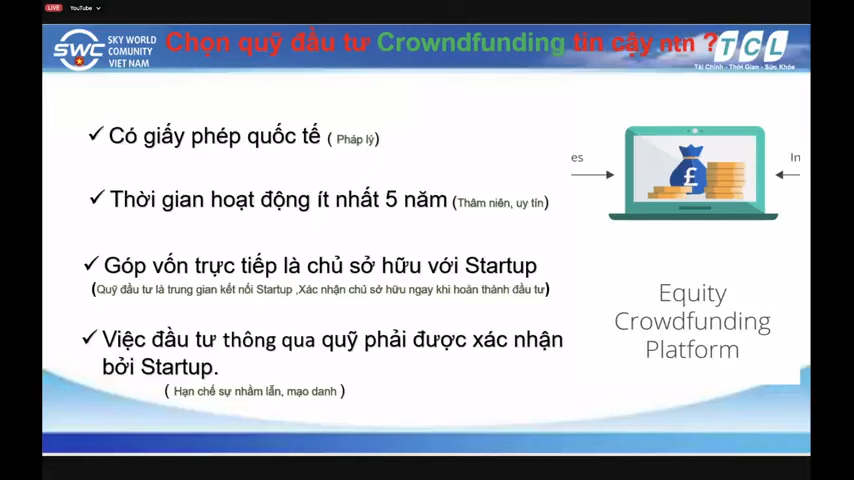 LIVE
YouTube
SWC
SKY WORLD
COMUNITY
VIET NAM
Chọn quỹ đầu tư Crowndfunding tin cậy ntn ?
TCL
Tài Chính - Thời Gian - Sức Khỏe
✓ Có giấy phép quốc tế ( Pháp lý)
✓ Thời gian hoạt động ít nhất 5 năm (Thâm niên, uy tín)
✓ Góp vốn trực tiếp là chủ sở hữu với Startup
(Quỹ đầu tư là trung gian kết nối Startup ,Xác nhận chủ sở hữu ngay khi hoàn thành đầu tư)
✓ Việc đầu tư thông qua quỹ phải được xác nhận
bởi Startup.
( Hạn chế sự nhầm lẫn, mạo danh )
es
In
£
Equity
Crowdfunding
Platform